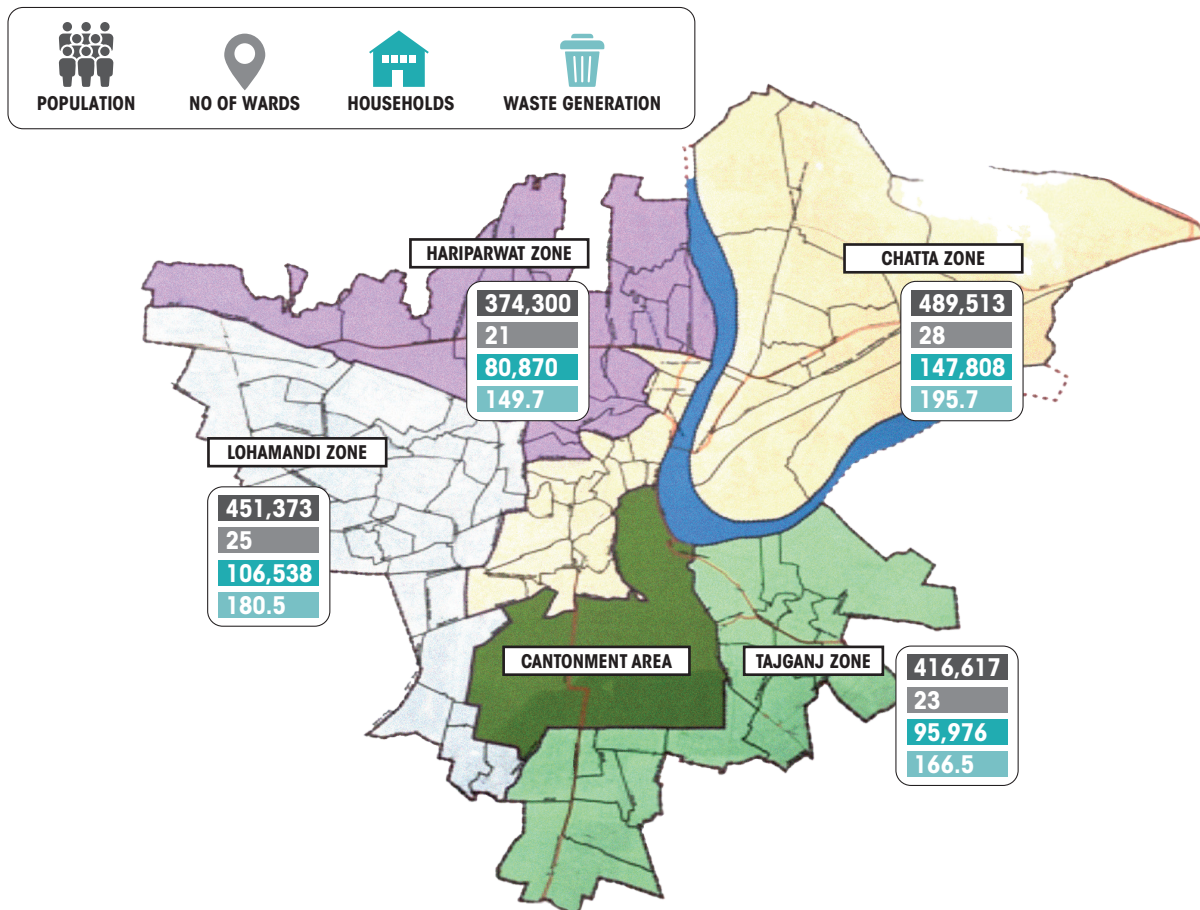 POPULATION
NO OF WARDS
HOUSEHOLDS
WASTE GENERATION
HARIPARWAT ZONE
374,300
21
80,870
149.7
CHATTA ZONE
489,513
28
147,808
195.7
LOHAMANDI ZONE
451,373
25
106,538
180.5
CANTONMENT AREA
TAJGANJ ZONE
416,617
23
95,976
166.5